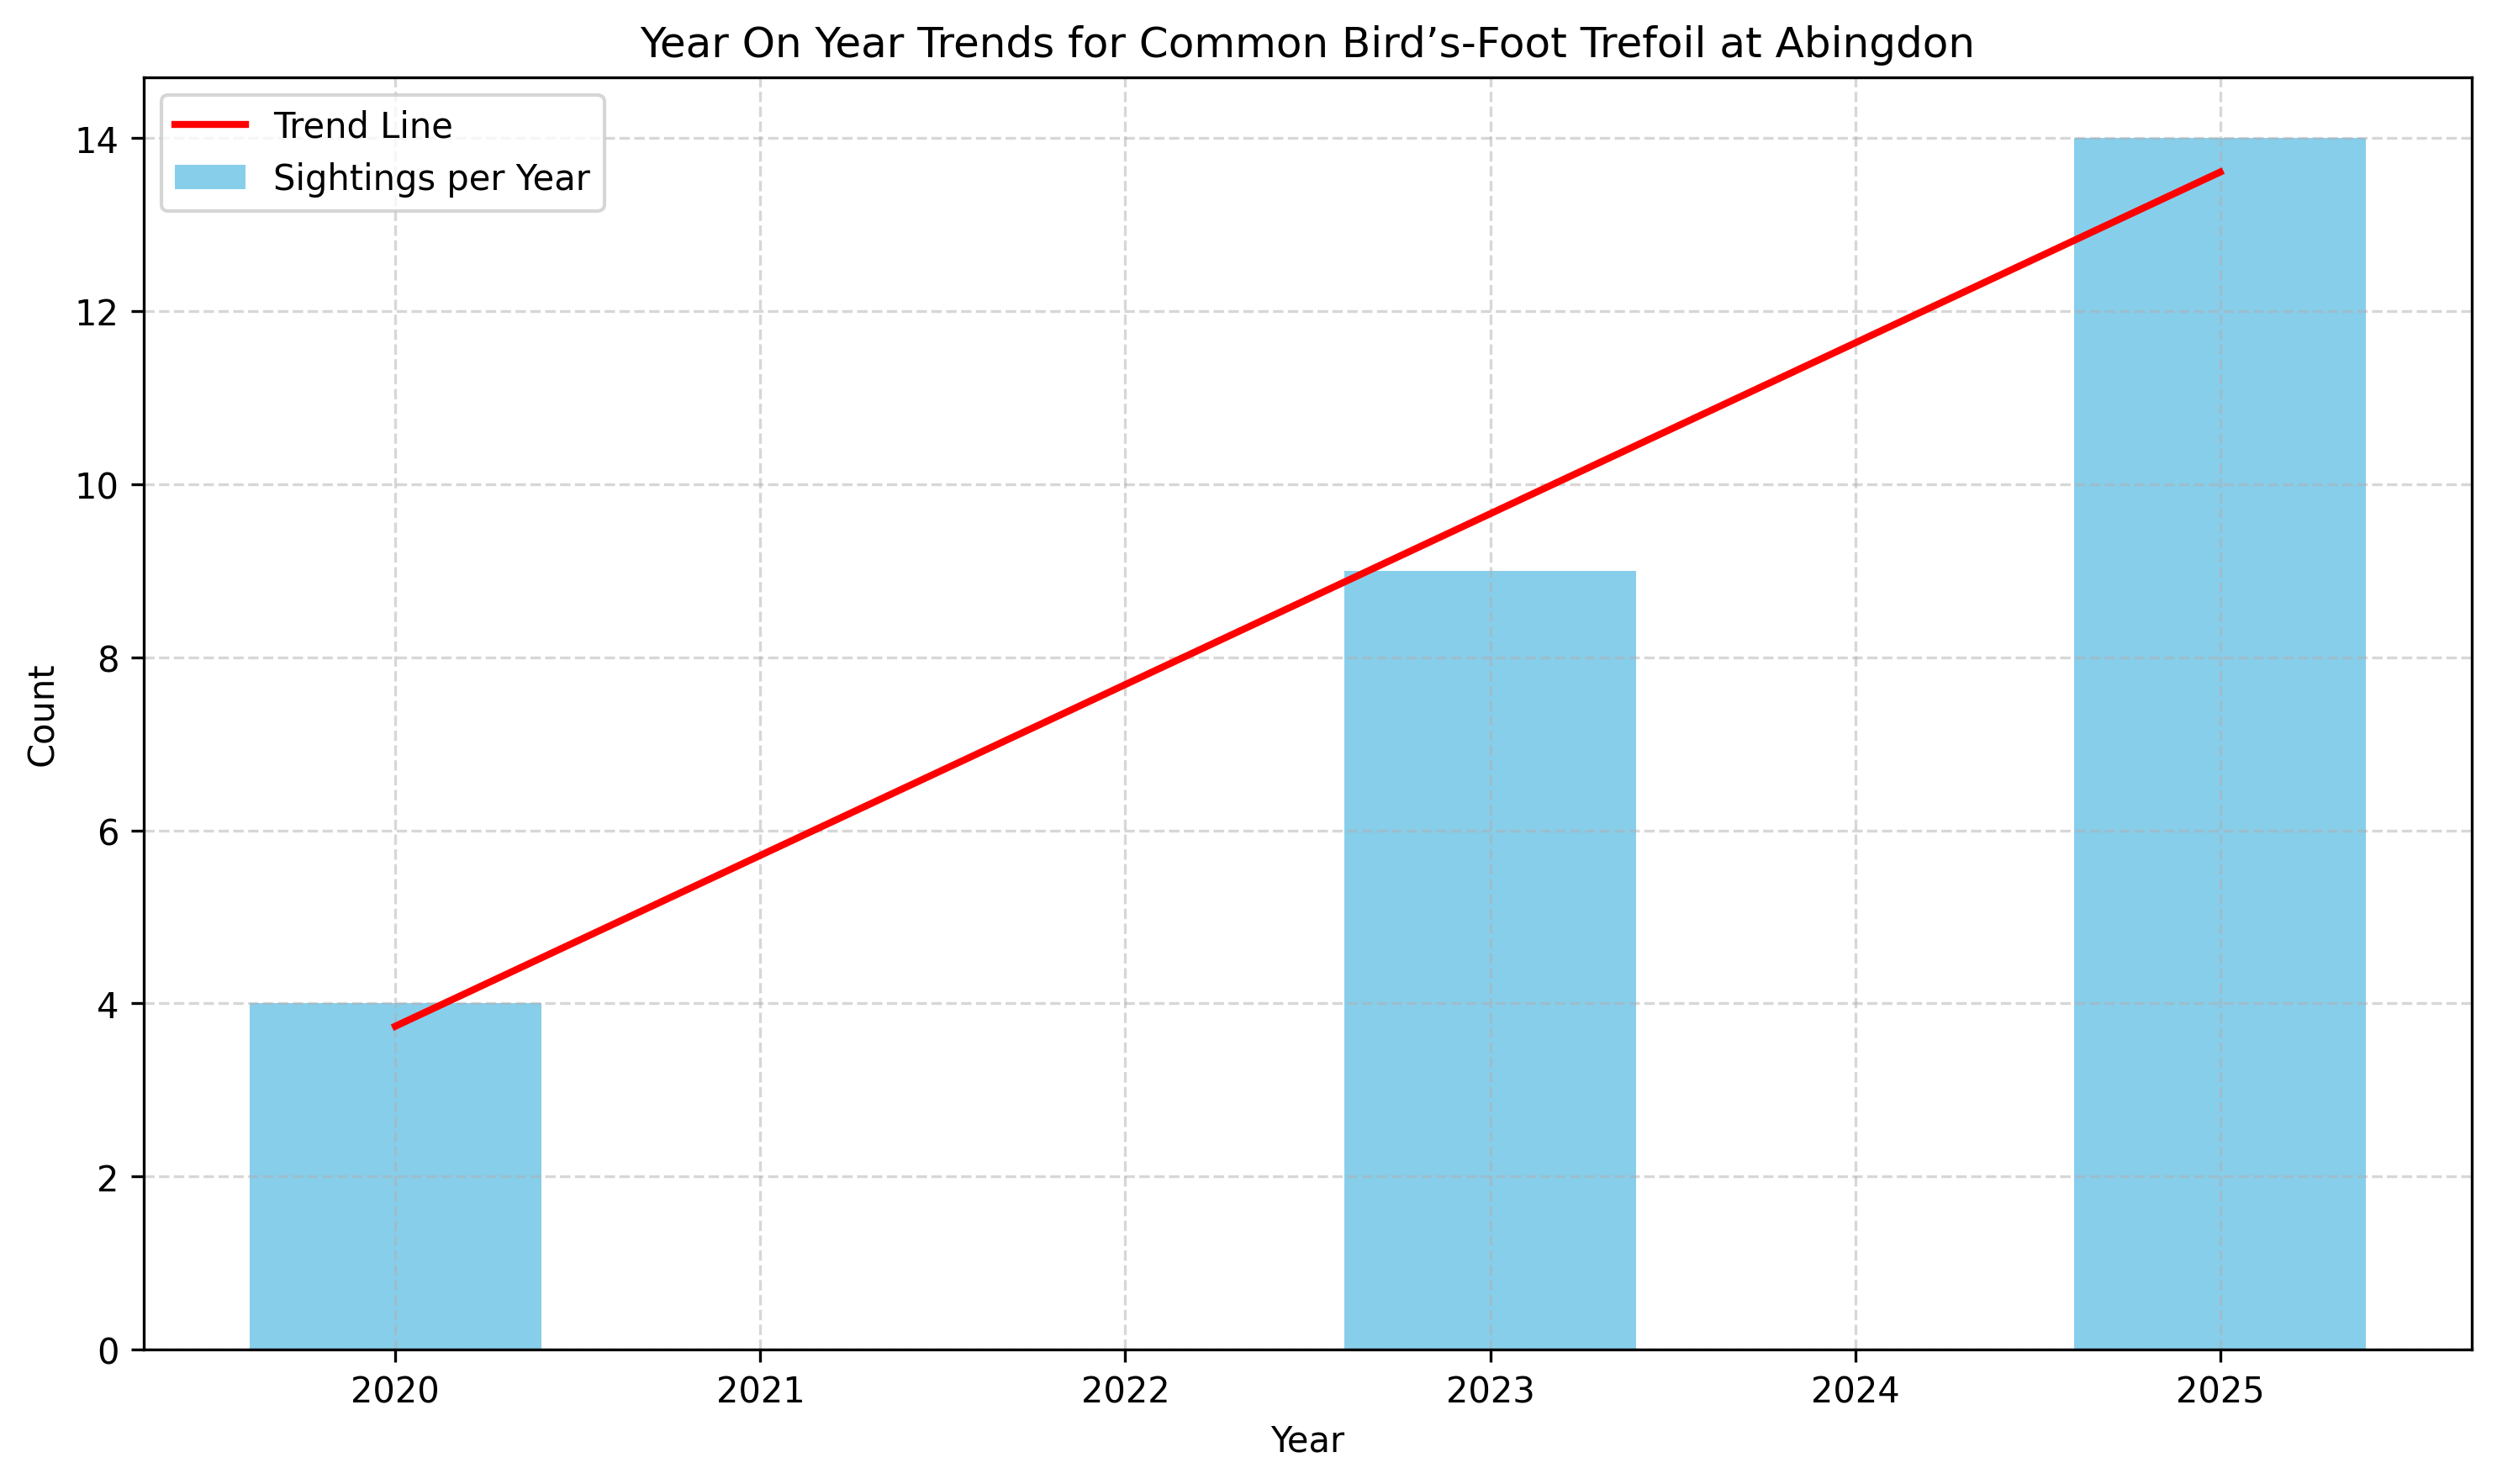 Year On Year Trends for Common Bird’s-Foot Trefoil at Abingdon
Trend Line
Sightings per Year
14
12
10
8
6
4
2
0
Count
2020 2021 2022 2023 2024 2025
Year